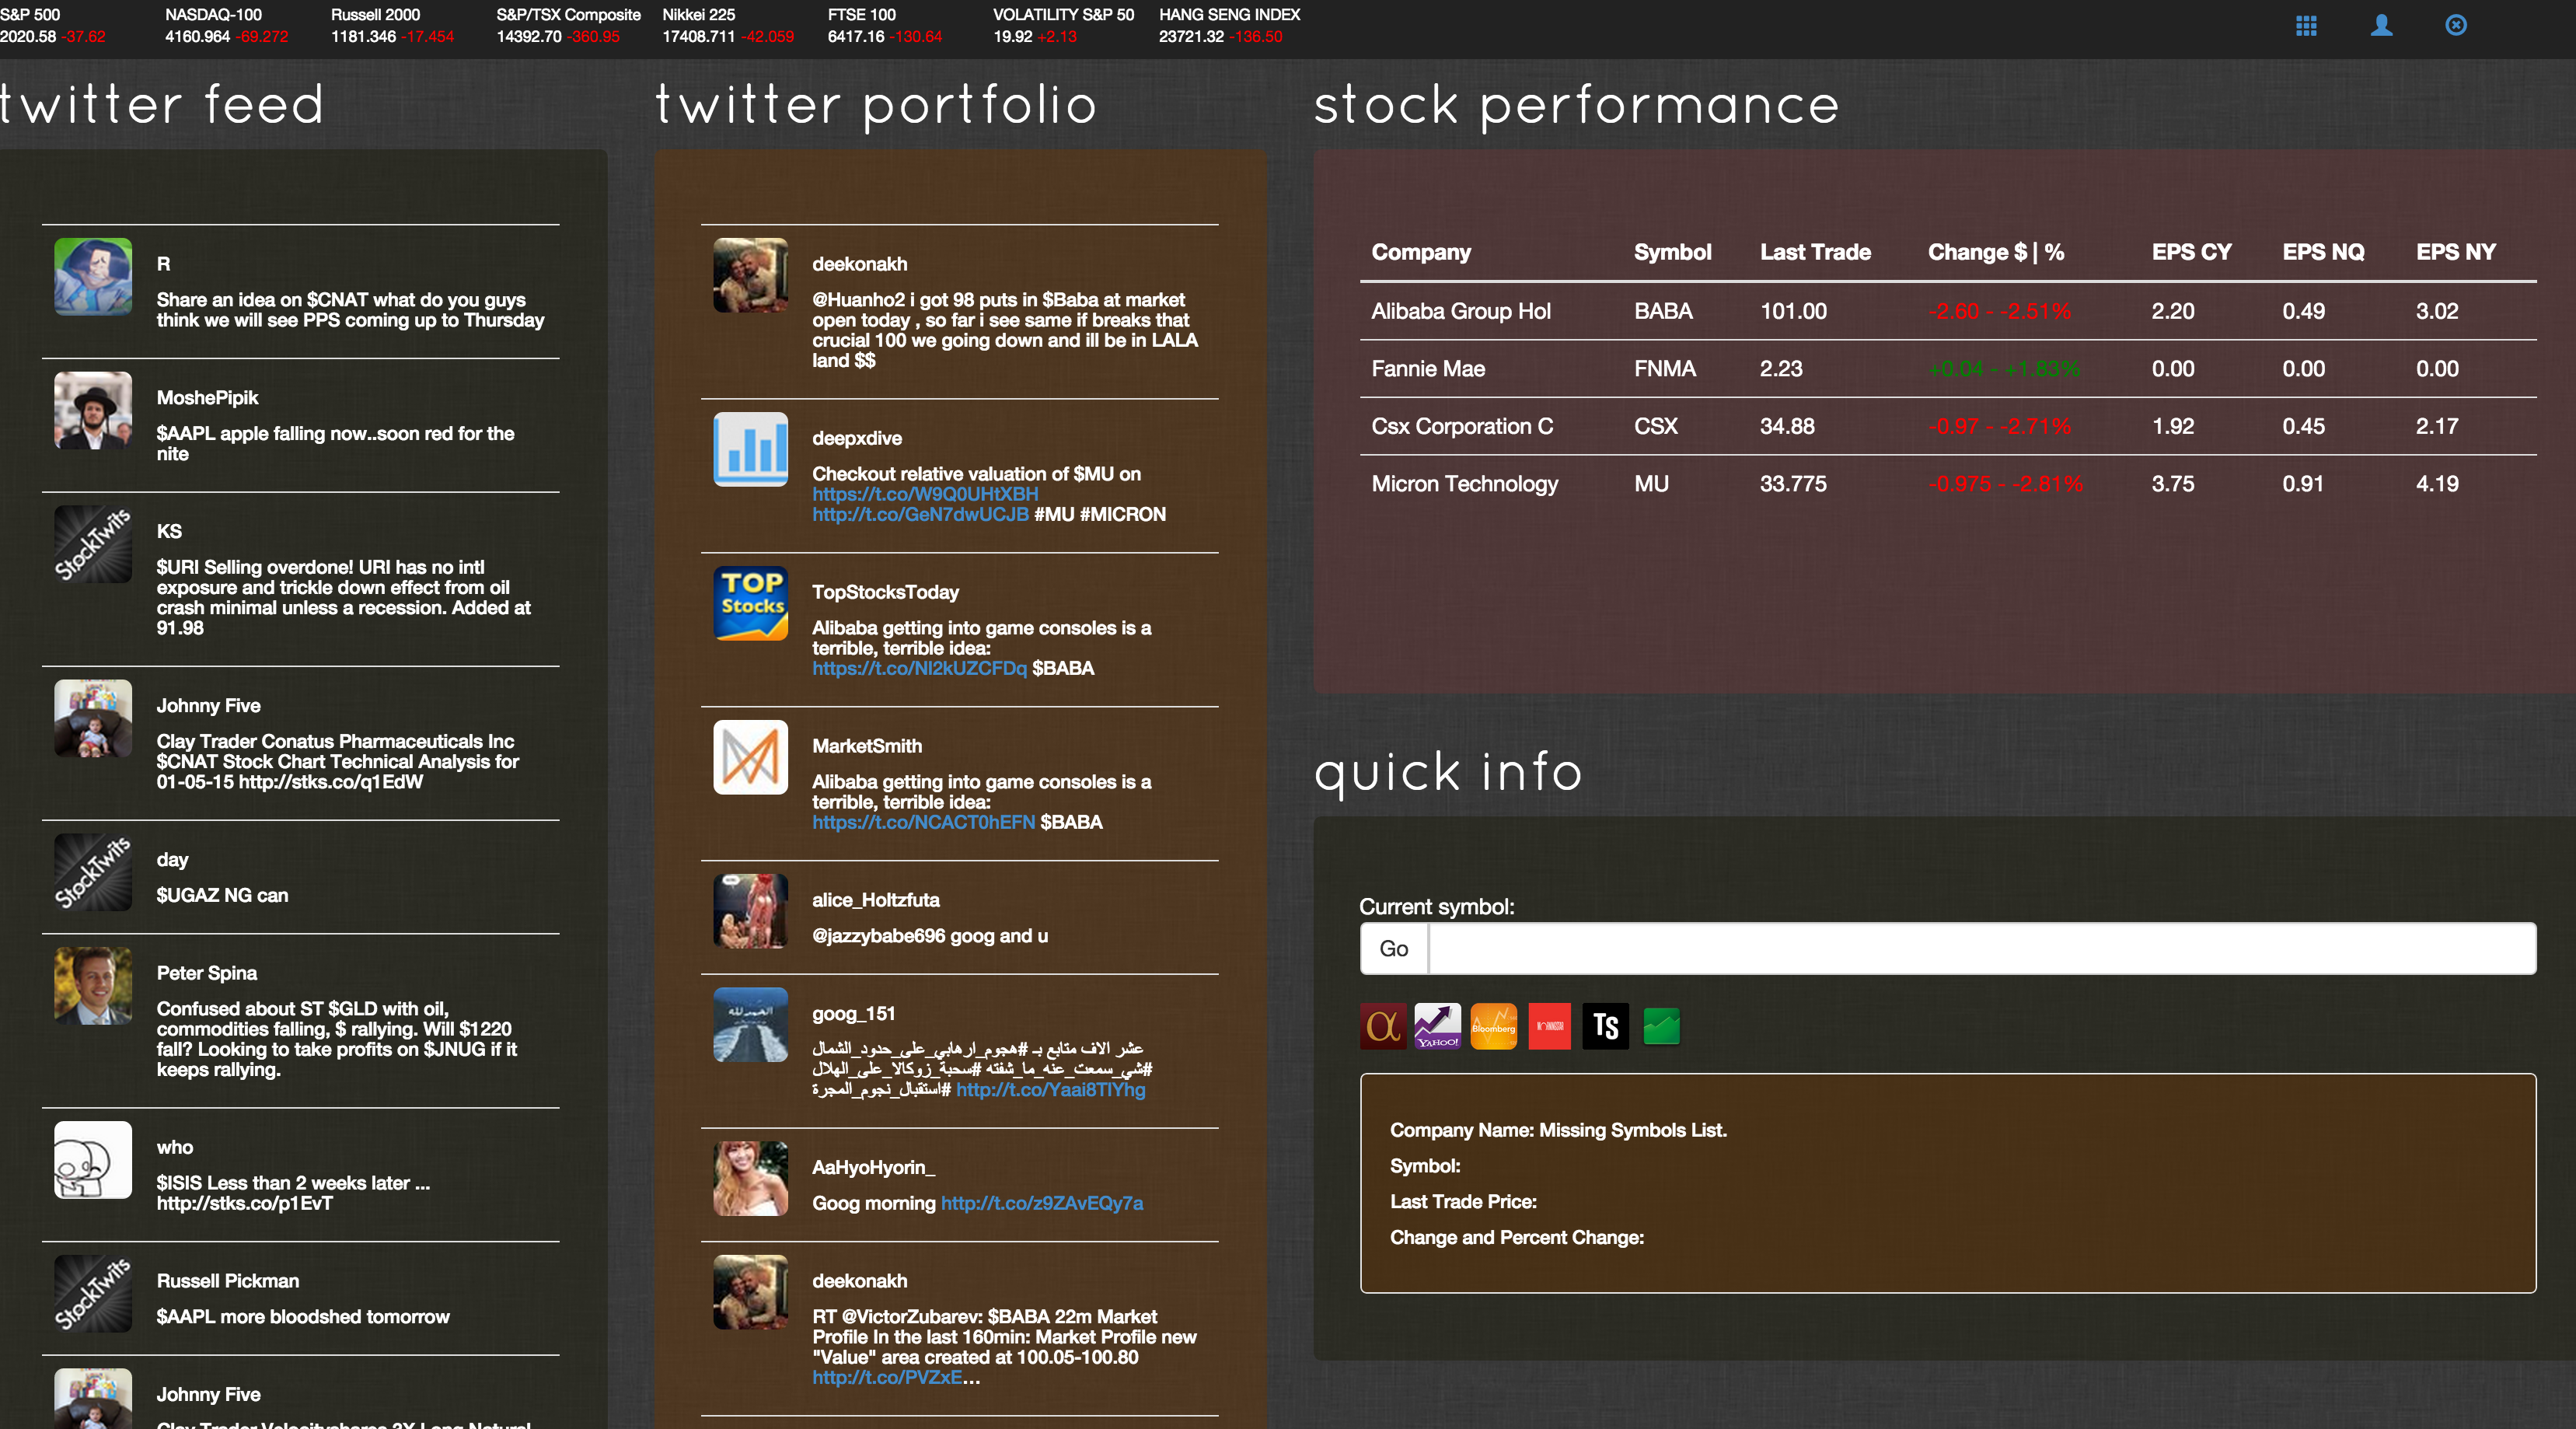 S&P 500 NASDAQ-100 Russell 2000 S&P/TSX Composite Nikkei 225 FTSE 100 VOLATILITY S&P 50 HANG SENG INDEX
2020.58 -37.62 4160.964 -69.272 1181.346 -17.454 14392.70 -360.95 17408.711 -42.059 6417.16 -130.64 19.92 +2.13 23721.32 -136.50
twitter feed
R
Share an idea on $CNAT what do you guys
think we will see PPS coming up to Thursday
MoshePipik
$AAPL apple falling now..soon red for the
nite
StockTwits
KS
$URI Selling overdone! URI has no intl
exposure and trickle down effect from oil
crash minimal unless a recession. Added at
91.98
Johnny Five
Clay Trader Conatus Pharmaceuticals Inc
$CNAT Stock Chart Technical Analysis for
01-05-15 http://stks.co/q1EdW
StockTwits
day
$UGAZ NG can
Peter Spina
Confused about ST $GLD with oil,
commodities falling, $ rallying. Will $1220
fall? Looking to take profits on $JNUG if it
keeps rallying.
who
$ISIS Less than 2 weeks later ...
http://stks.co/p1EvT
StockTwits
Russell Pickman
$AAPL more bloodshed tomorrow
Johnny Five
Clay Trader Velocityshares 3X Long Natural
twitter portfolio
deekonakh
@Huanho2 i got 98 puts in $Baba at market
open today , so far i see same if breaks that
crucial 100 we going down and ill be in LALA
land $$
deepxdive
Checkout relative valuation of $MU on
https://t.co/W9Q0UHtXBH
http://t.co/GeN7dwUCJB #MU #MICRON
TOP
Stocks
TopStocksToday
Alibaba getting into game consoles is a
terrible, terrible idea:
https://t.co/Nl2kUZCFDq $BABA
MarketSmith
Alibaba getting into game consoles is a
terrible, terrible idea:
https://t.co/NCACT0hEFN $BABA
alice_Holtzfuta
@jazzybabe696 goog and u
الحمد لله
goog_151
عشر الاف متابع بـ #هجوم_ارهابي_على_حدود_الشمال
#شي_سمعت_عنه_ما_شفته #سحبة_زوكالا_على_الهلال
#استقبال_نجوم_المجرة http://t.co/Yaai8TIYhg
AaHyoHyorin_
Goog morning http://t.co/z9ZAvEQy7a
deekonakh
RT @VictorZubarev: $BABA 22m Market
Profile In the last 160min: Market Profile new
"Value" area created at 100.05-100.80
http://t.co/PVZxE...
stock performance
Company Symbol Last Trade Change $ | % EPS CY EPS NQ EPS NY
Alibaba Group Hol BABA 101.00 -2.60 - -2.51% 2.20 0.49 3.02
Fannie Mae FNMA 2.23 +0.04 - +1.83% 0.00 0.00 0.00
Csx Corporation C CSX 34.88 -0.97 - -2.71% 1.92 0.45 2.17
Micron Technology MU 33.775 -0.975 - -2.81% 3.75 0.91 4.19
quick info
Current symbol:
Go
α YAHOO! Bloomberg MORNINGSTAR TS
Company Name: Missing Symbols List.
Symbol:
Last Trade Price:
Change and Percent Change: